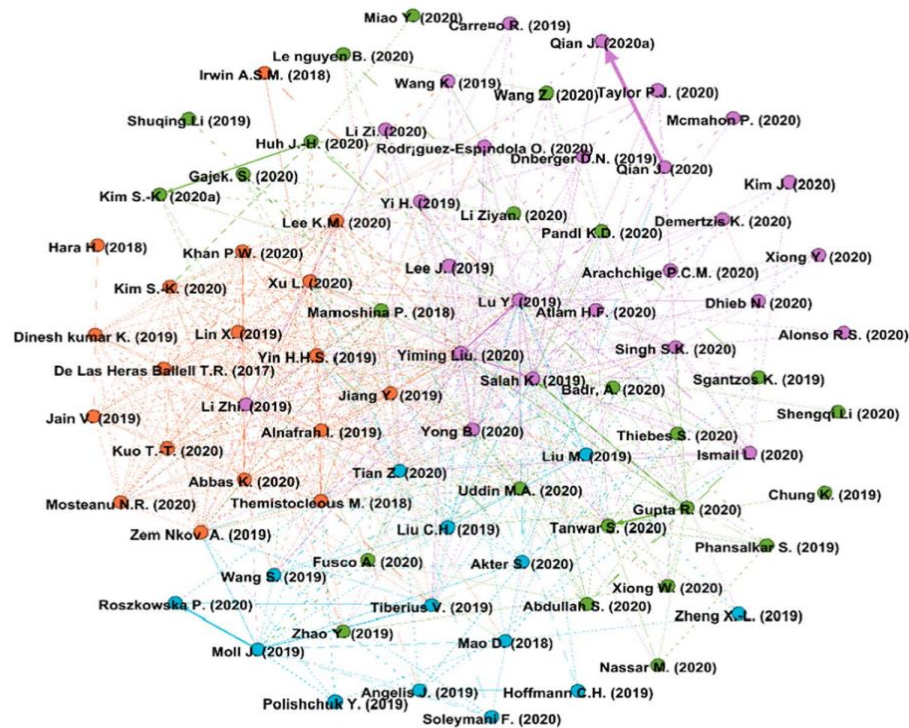 Miao Y. (2020)
Carre¤o R. (2019)
Qian J. (2020a)
Le nguyen B. (2020)
Irwin A.S.M. (2018)
Wang K. (2019)
Wang Z. (2020)
Taylor P.J. (2020)
Mcmahon P. (2020)
Shuqing Li (2019)
Li Zi. (2020)
Huh J.-H. (2020)
Rodr¡guez-Esp¡ndola O. (2020)
Dnberger D.N. (2019)
Qian J. (2020)
Gajek. S. (2020)
Kim J. (2020)
Kim S.-K. (2020a)
Yi H. (2019)
Li Ziyan. (2020)
Lee K.M. (2020)
Demertzis K. (2020)
Pandl K.D. (2020)
Hara H. (2018)
Khan P.W. (2020)
Xiong Y. (2020)
Lee J. (2019)
Arachchige P.C.M. (2020)
Kim S.-K. (2020)
Xu L. (2020)
Lu Y. (2019)
Dhieb N. (2020)
Mamoshina P. (2018)
Atlam H.F. (2020)
Dinesh kumar K. (2019)
Lin X. (2019)
Alonso R.S. (2020)
Yin H.H.S. (2019)
Yiming Liu. (2020)
Singh S.K. (2020)
De Las Heras Ballell T.R. (2017)
Salah K. (2019)
Sgantzos K. (2019)
Li Zhi. (2019)
Jiang Y. (2019)
Badr, A. (2020)
Jain V. (2019)
Alnafrah I. (2019)
Yong B. (2020)
Thiebes S. (2020)
Shengqi Li (2020)
Kuo T.-T. (2020)
Liu M. (2019)
Ismail L. (2020)
Abbas K. (2020)
Tian Z. (2020)
Uddin M.A. (2020)
Chung K. (2019)
Mosteanu N.R. (2020)
Themistocleous M. (2018)
Gupta R. (2020)
Zem Nkov A. (2019)
Liu C.H. (2019)
Tanwar S. (2020)
Phansalkar S. (2019)
Wang S. (2019)
Fusco A. (2020)
Akter S. (2020)
Xiong W. (2020)
Roszkowska P. (2020)
Tiberius V. (2019)
Abdullah S. (2020)
Zheng X.-L. (2019)
Zhao Y. (2019)
Moll J. (2019)
Mao D. (2018)
Nassar M. (2020)
Polishchuk Y. (2019)
Angelis J. (2019)
Hoffmann C.H. (2019)
Soleymani F. (2020)